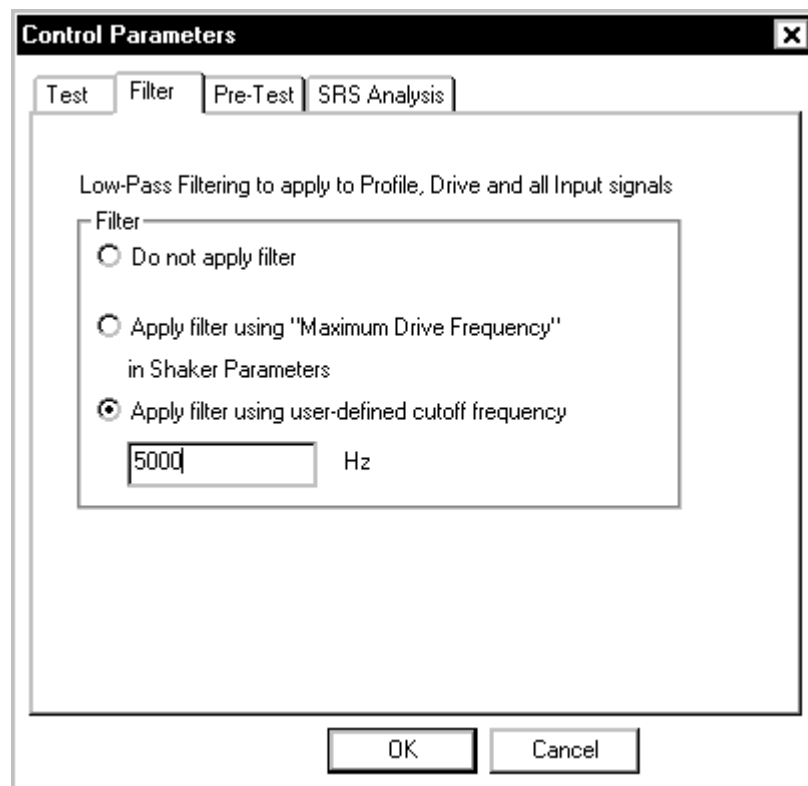 Control Parameters
Test Filter Pre-Test SRS Analysis
Low-Pass Filtering to apply to Profile, Drive and all Input signals
Filter
Do not apply filter
Apply filter using "Maximum Drive Frequency"
in Shaker Parameters
Apply filter using user-defined cutoff frequency
5000 Hz
OK Cancel